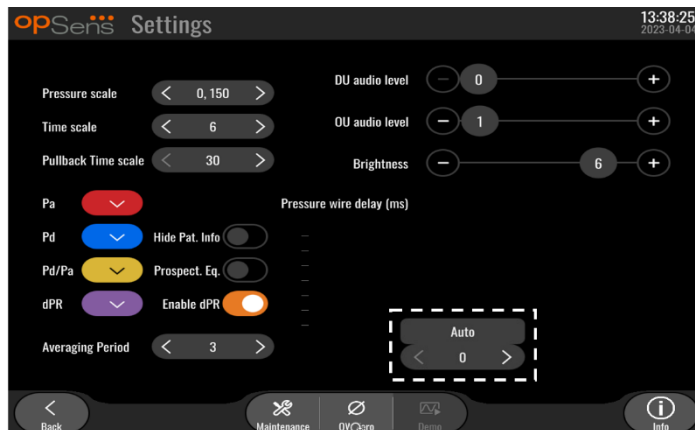 opSens Settings
13:38:25
2023-04-04
Pressure scale 0, 150
Time scale 6
Pullback Time scale 30
DU audio level 0
OU audio level 1
Brightness 6
Pa
Pressure wire delay (ms)
Pd Hide Pat. Info
Pd/Pa Prospect. Eq.
dPR Enable dPR
Averaging Period 3
Auto
0
Back
Maintenance
Demo
Info